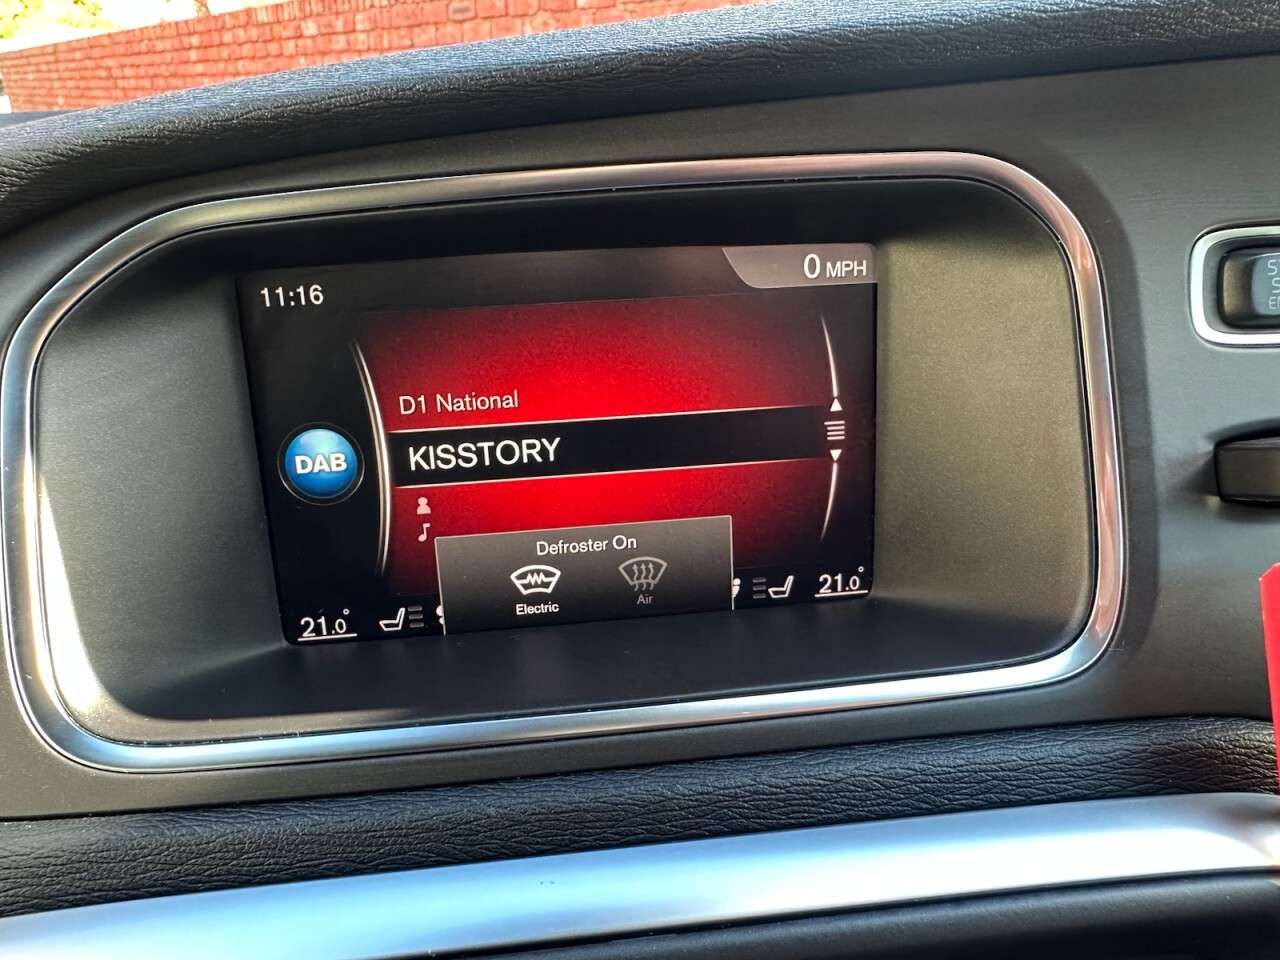 11:16
0 MPH
D1 National
DAB
KISSTORY
Defroster On
Electric
Air
21.0°
21.0°